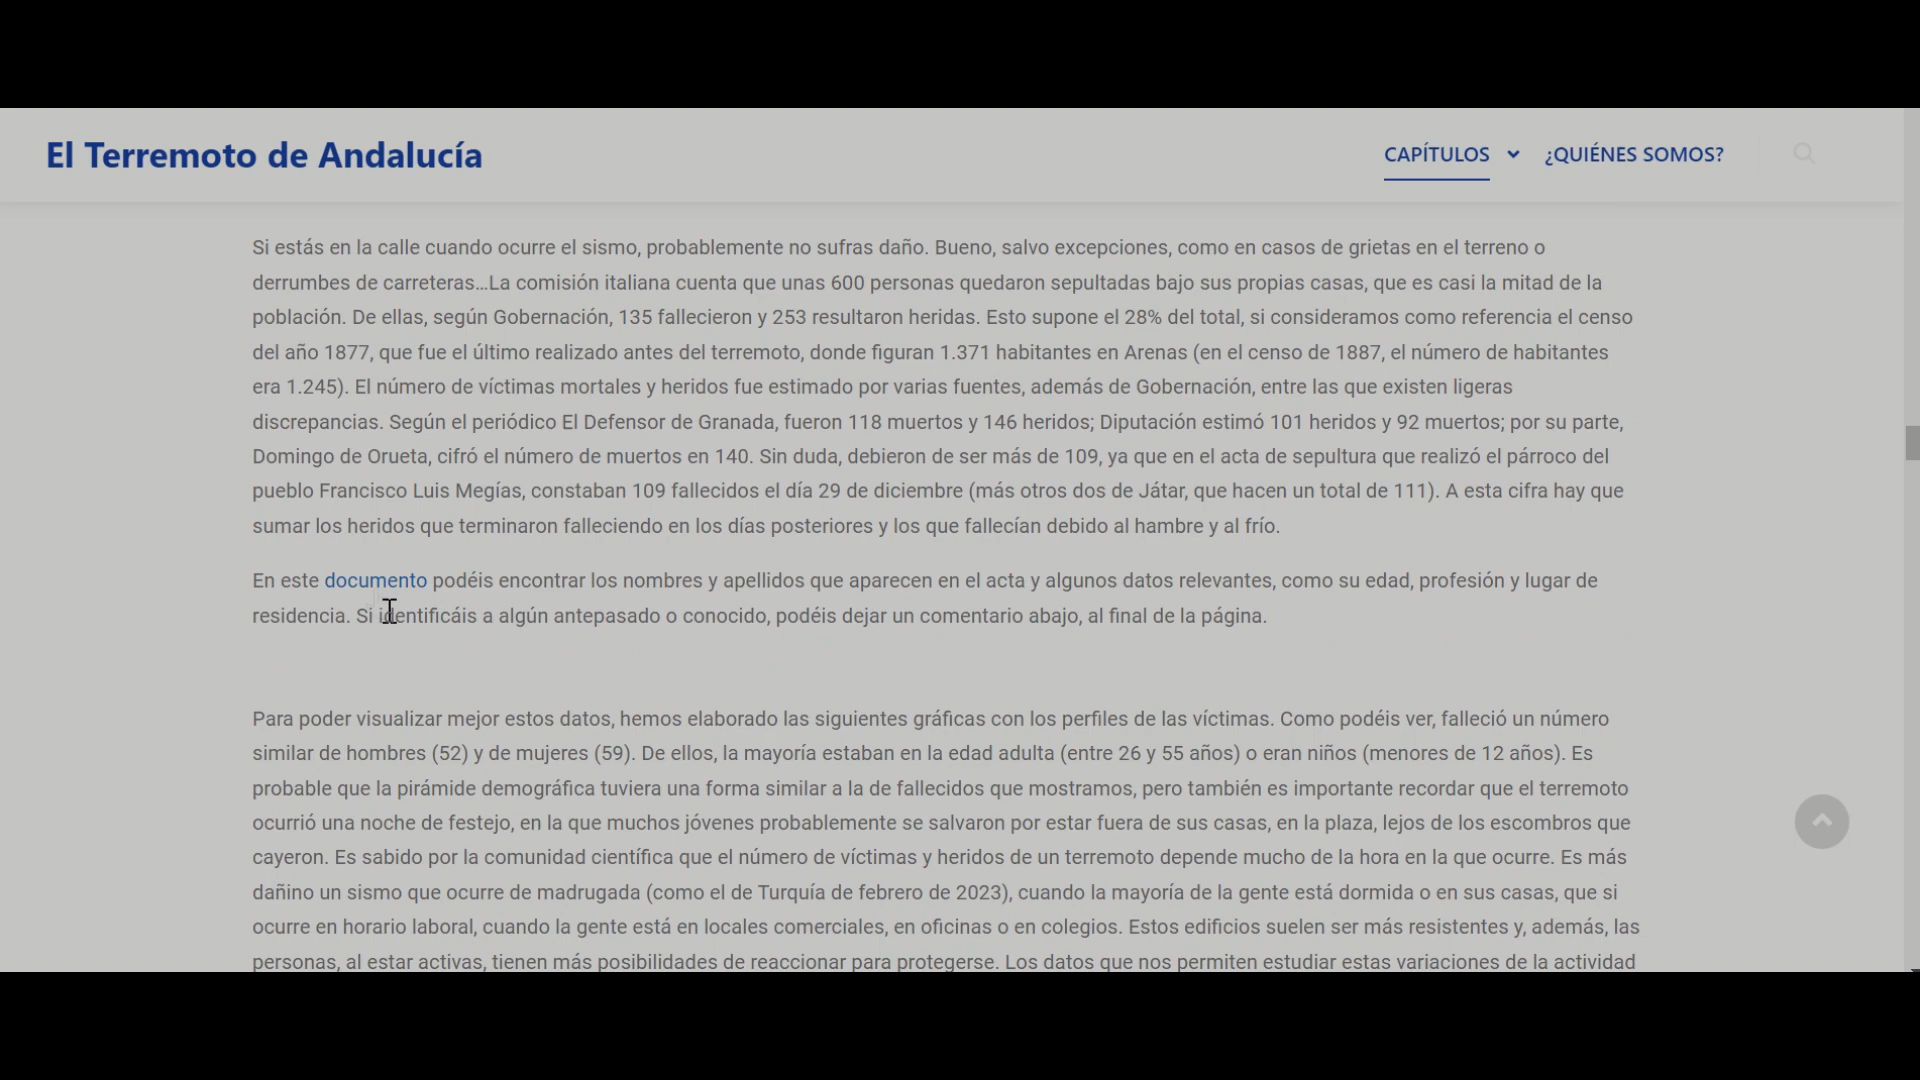 El Terremoto de Andalucía
CAPÍTULOS
¿QUIÉNES SOMOS?
Si estás en la calle cuando ocurre el sismo, probablemente no sufras daño. Bueno, salvo excepciones, como en casos de grietas en el terreno o
derrumbes de carreteras…La comisión italiana cuenta que unas 600 personas quedaron sepultadas bajo sus propias casas, que es casi la mitad de la
población. De ellas, según Gobernación, 135 fallecieron y 253 resultaron heridas. Esto supone el 28% del total, si consideramos como referencia el censo
del año 1877, que fue el último realizado antes del terremoto, donde figuran 1.371 habitantes en Arenas (en el censo de 1887, el número de habitantes
era 1.245). El número de víctimas mortales y heridos fue estimado por varias fuentes, además de Gobernación, entre las que existen ligeras
discrepancias. Según el periódico El Defensor de Granada, fueron 118 muertos y 146 heridos; Diputación estimó 101 heridos y 92 muertos; por su parte,
Domingo de Orueta, cifró el número de muertos en 140. Sin duda, debieron de ser más de 109, ya que en el acta de sepultura que realizó el párroco del
pueblo Francisco Luis Megías, constaban 109 fallecidos el día 29 de diciembre (más otros dos de Játar, que hacen un total de 111). A esta cifra hay que
sumar los heridos que terminaron falleciendo en los días posteriores y los que fallecían debido al hambre y al frío.
En este documento podéis encontrar los nombres y apellidos que aparecen en el acta y algunos datos relevantes, como su edad, profesión y lugar de
residencia. Si identificáis a algún antepasado o conocido, podéis dejar un comentario abajo, al final de la página.
Para poder visualizar mejor estos datos, hemos elaborado las siguientes gráficas con los perfiles de las víctimas. Como podéis ver, falleció un número
similar de hombres (52) y de mujeres (59). De ellos, la mayoría estaban en la edad adulta (entre 26 y 55 años) o eran niños (menores de 12 años). Es
probable que la pirámide demográfica tuviera una forma similar a la de fallecidos que mostramos, pero también es importante recordar que el terremoto
ocurrió una noche de festejo, en la que muchos jóvenes probablemente se salvaron por estar fuera de sus casas, en la plaza, lejos de los escombros que
cayeron. Es sabido por la comunidad científica que el número de víctimas y heridos de un terremoto depende mucho de la hora en la que ocurre. Es más
dañino un sismo que ocurre de madrugada (como el de Turquía de febrero de 2023), cuando la mayoría de la gente está dormida o en sus casas, que si
ocurre en horario laboral, cuando la gente está en locales comerciales, en oficinas o en colegios. Estos edificios suelen ser más resistentes y, además, las
personas, al estar activas, tienen más posibilidades de reaccionar para protegerse. Los datos que nos permiten estudiar estas variaciones de la actividad